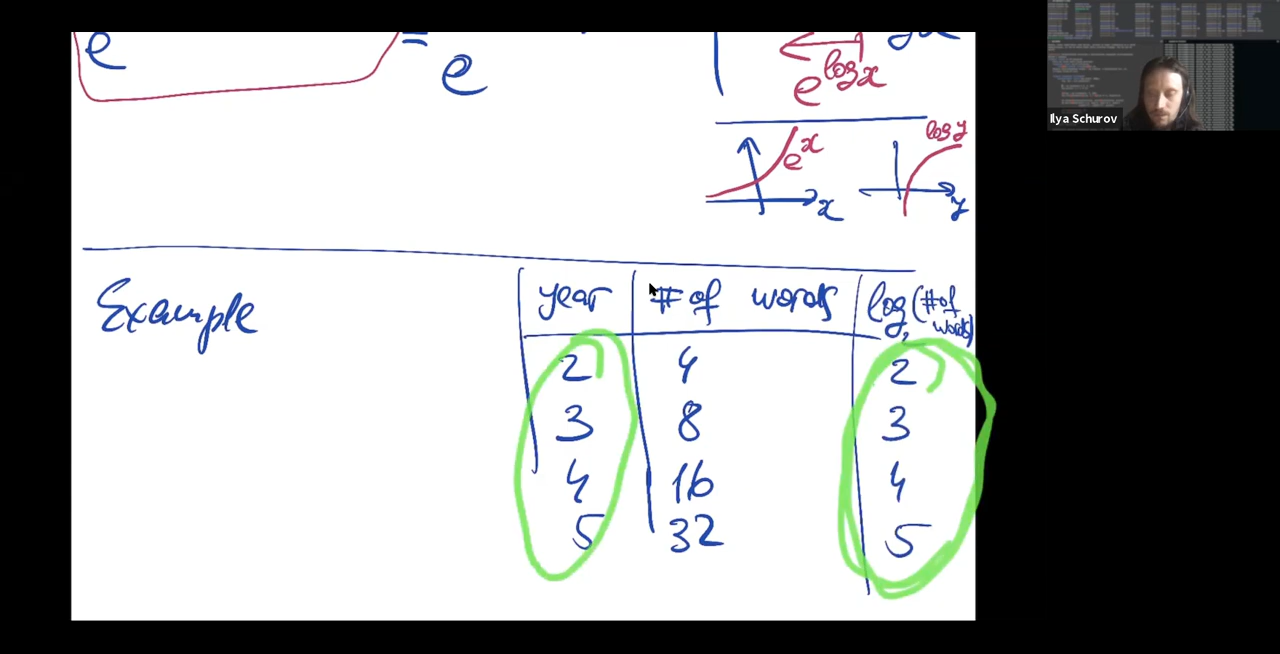 e = e
e^log x
Ilya Schurov
e^x
x
log y
y
Example
year # of words log₂(# of words)
2 4 2
3 8 3
4 16 4
5 32 5